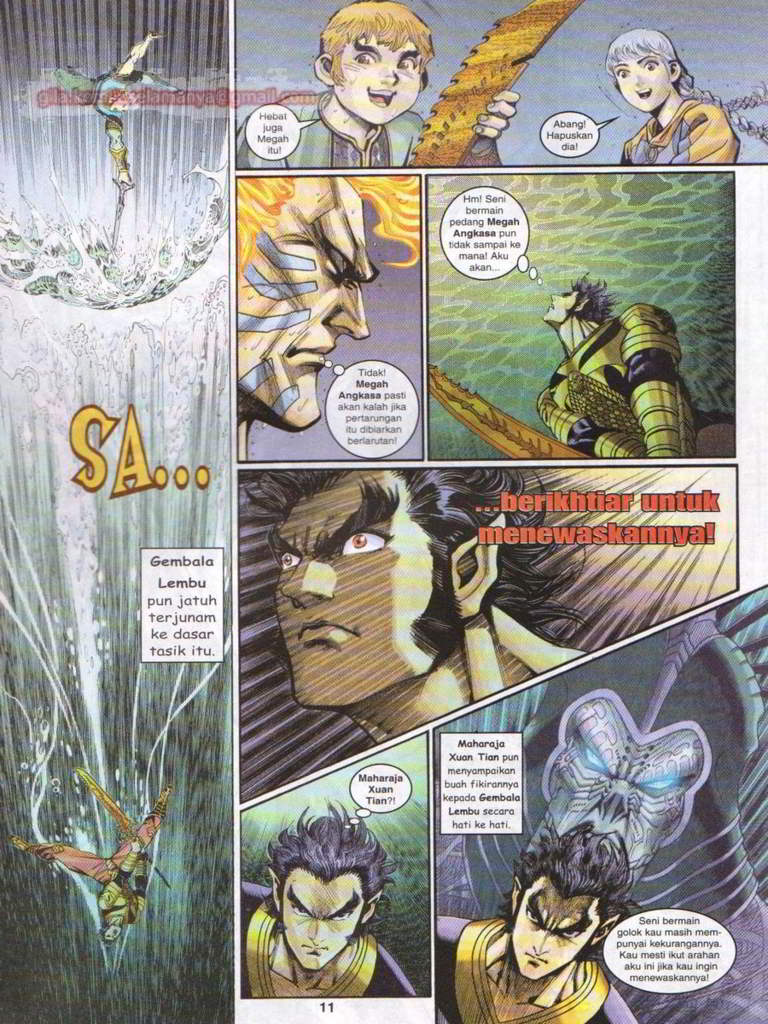 Hebat
juga
Megah
itu!
Abang!
Hapuskan
dia!
Tidak!
Megah
Angkasa pasti
akan kalah jika
pertarungan
itu dibiarkan
berlarutan!
Hm! Seni
bermain
pedang Megah
Angkasa pun
tidak sampai ke
mana! Aku
akan...
SA...
Gembala
Lembu
pun jatuh
terjunam
ke dasar
tasik itu.
...berikhtiar untuk
menewaskannya!
Maharaja
Xuan
Tian?!
Maharaja
Xuan Tian pun
menyampaikan
buah fikirannya
kepada Gembala
Lembu secara
hati ke hati.
Seni bermain
golok kau masih mem-
punyai kekurangannya.
Kau mesti ikut arahan
aku ini jika kau ingin
menewaskannya!
11